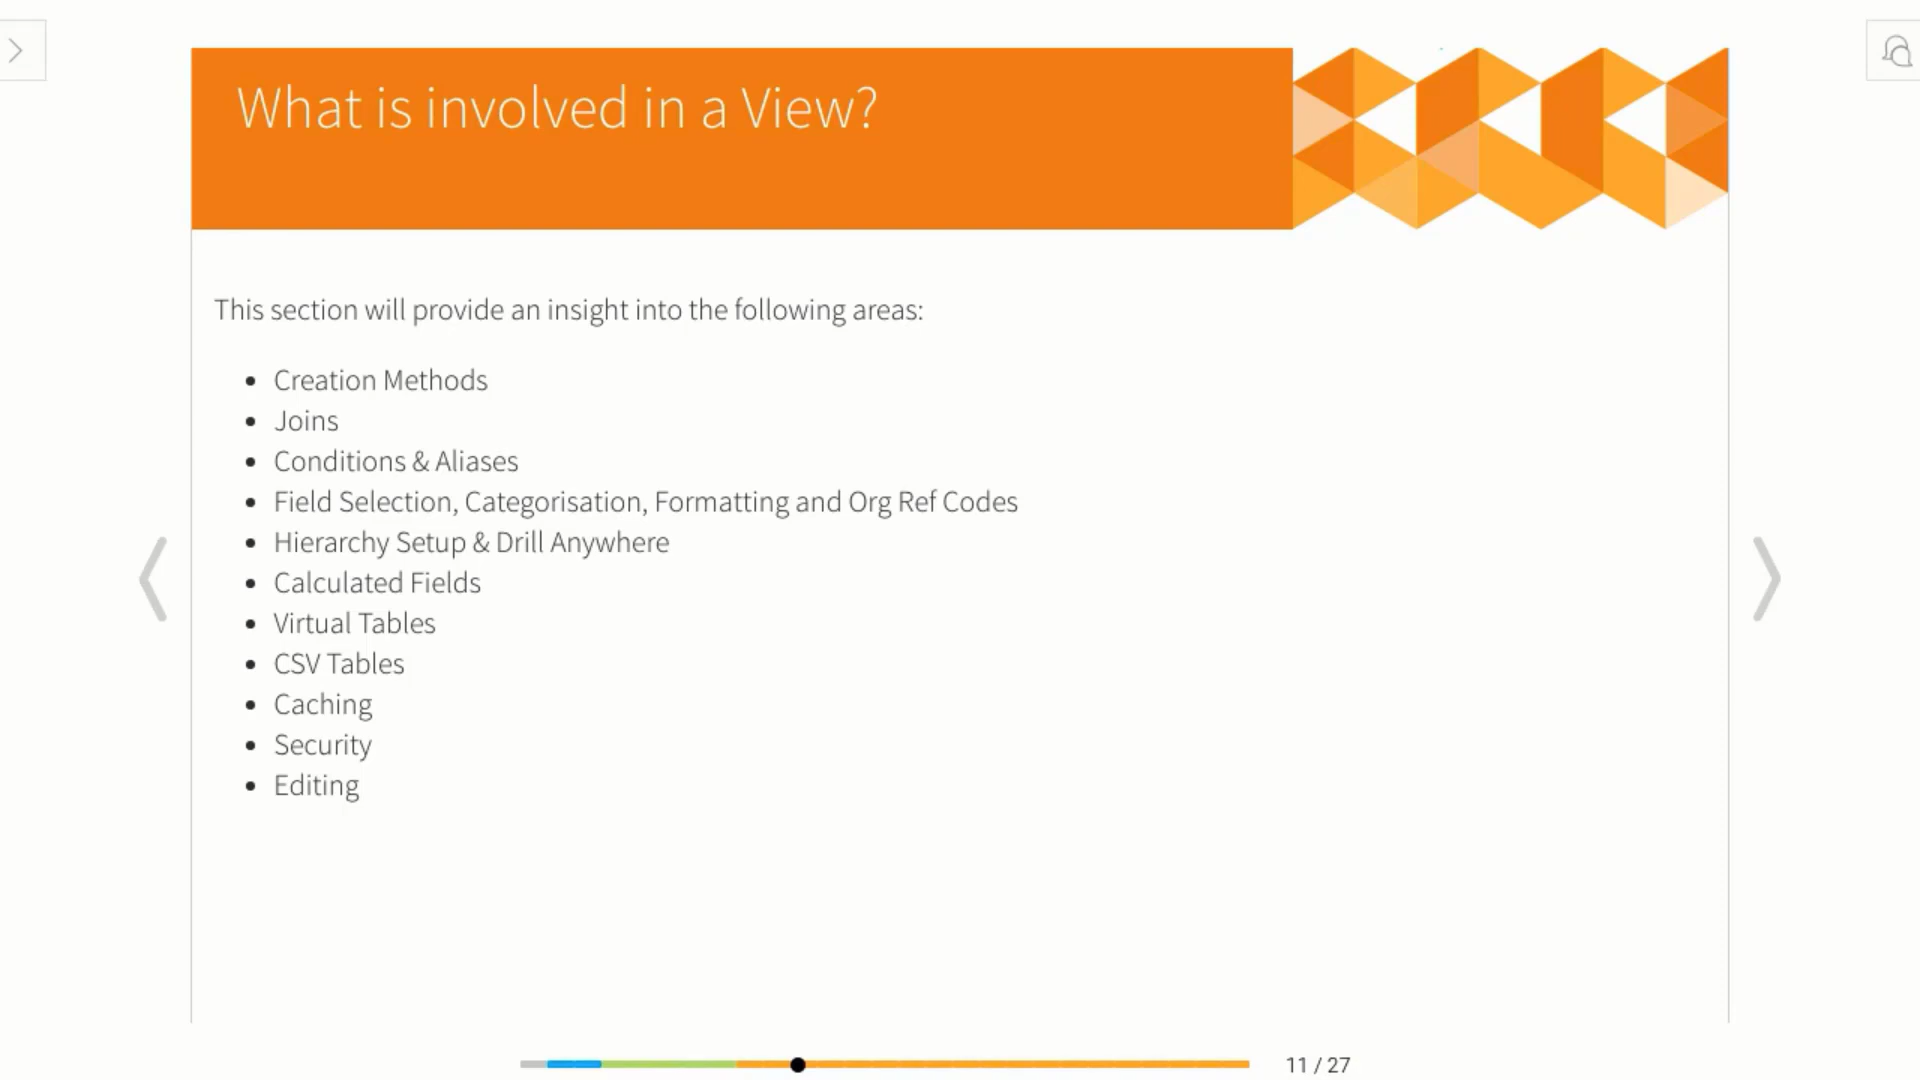 What is involved in a View?
This section will provide an insight into the following areas:
• Creation Methods
• Joins
• Conditions & Aliases
• Field Selection, Categorisation, Formatting and Org Ref Codes
• Hierarchy Setup & Drill Anywhere
• Calculated Fields
• Virtual Tables
• CSV Tables
• Caching
• Security
• Editing
11 / 27